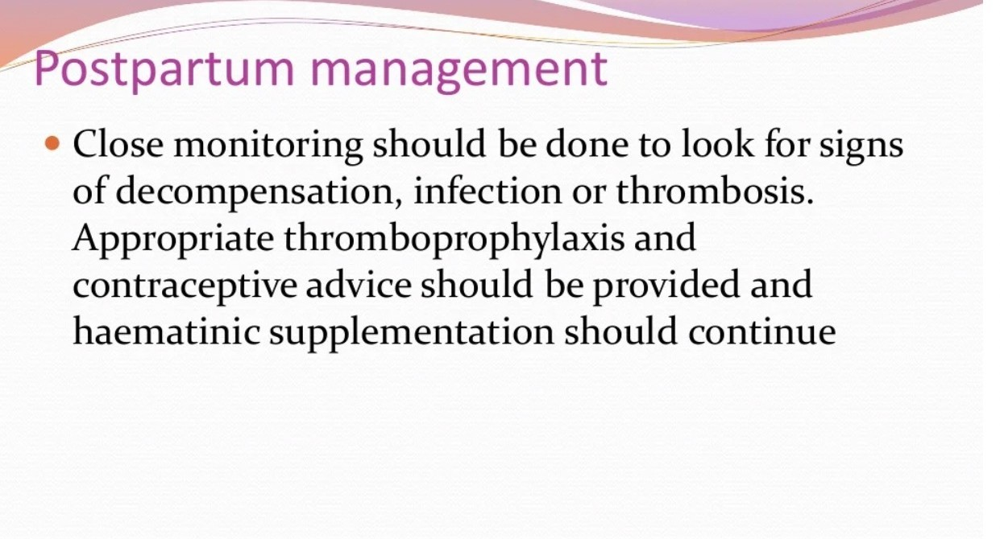 Postpartum management
• Close monitoring should be done to look for signs
of decompensation, infection or thrombosis.
Appropriate thromboprophylaxis and
contraceptive advice should be provided and
haematinic supplementation should continue